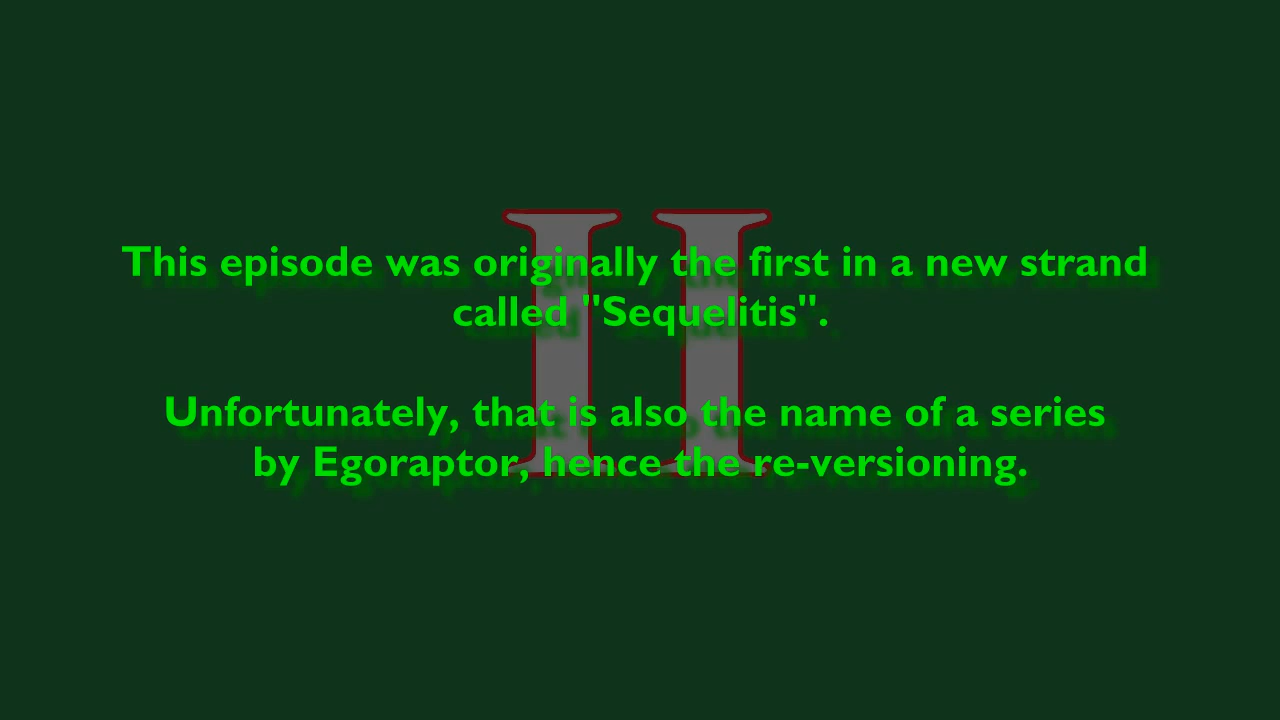 This episode was originally the first in a new strand
called "Sequelitis".
Unfortunately, that is also the name of a series
by Egoraptor, hence the re-versioning.
II